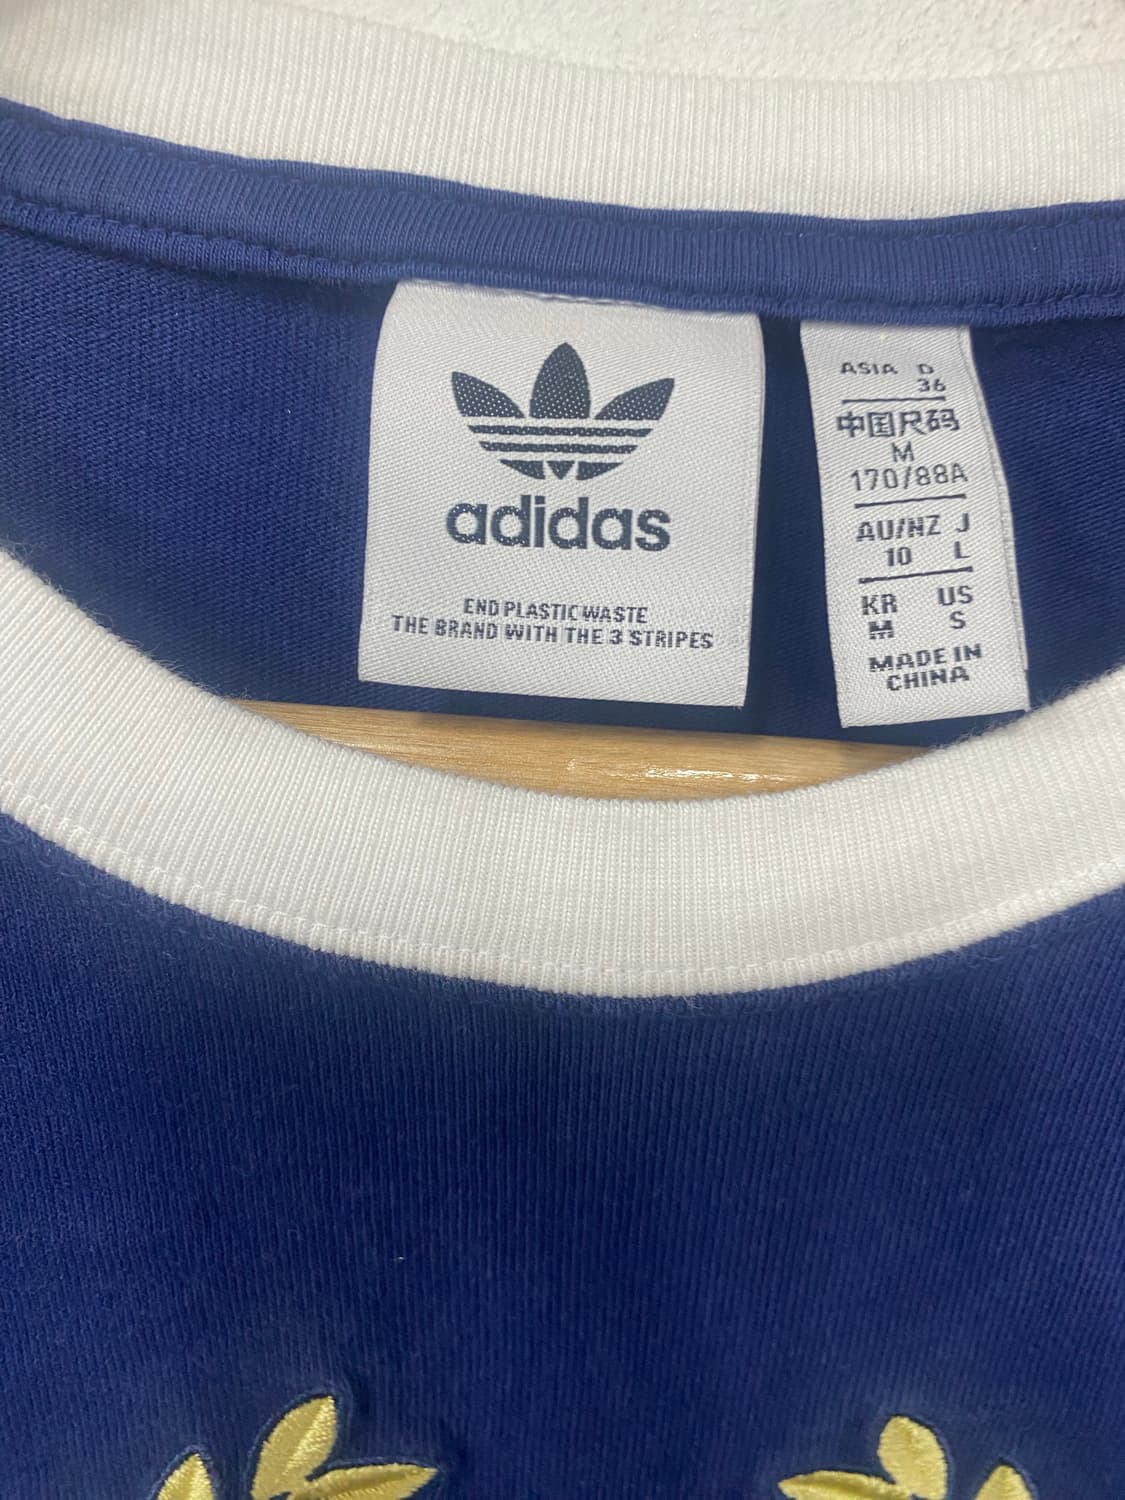 adidas
END PLASTIC WASTE
THE BRAND WITH THE 3 STRIPES
ASIA D
36
中国尺码
M
170/88A
AU/NZ J
10 L
KR US
M S
MADE IN
CHINA